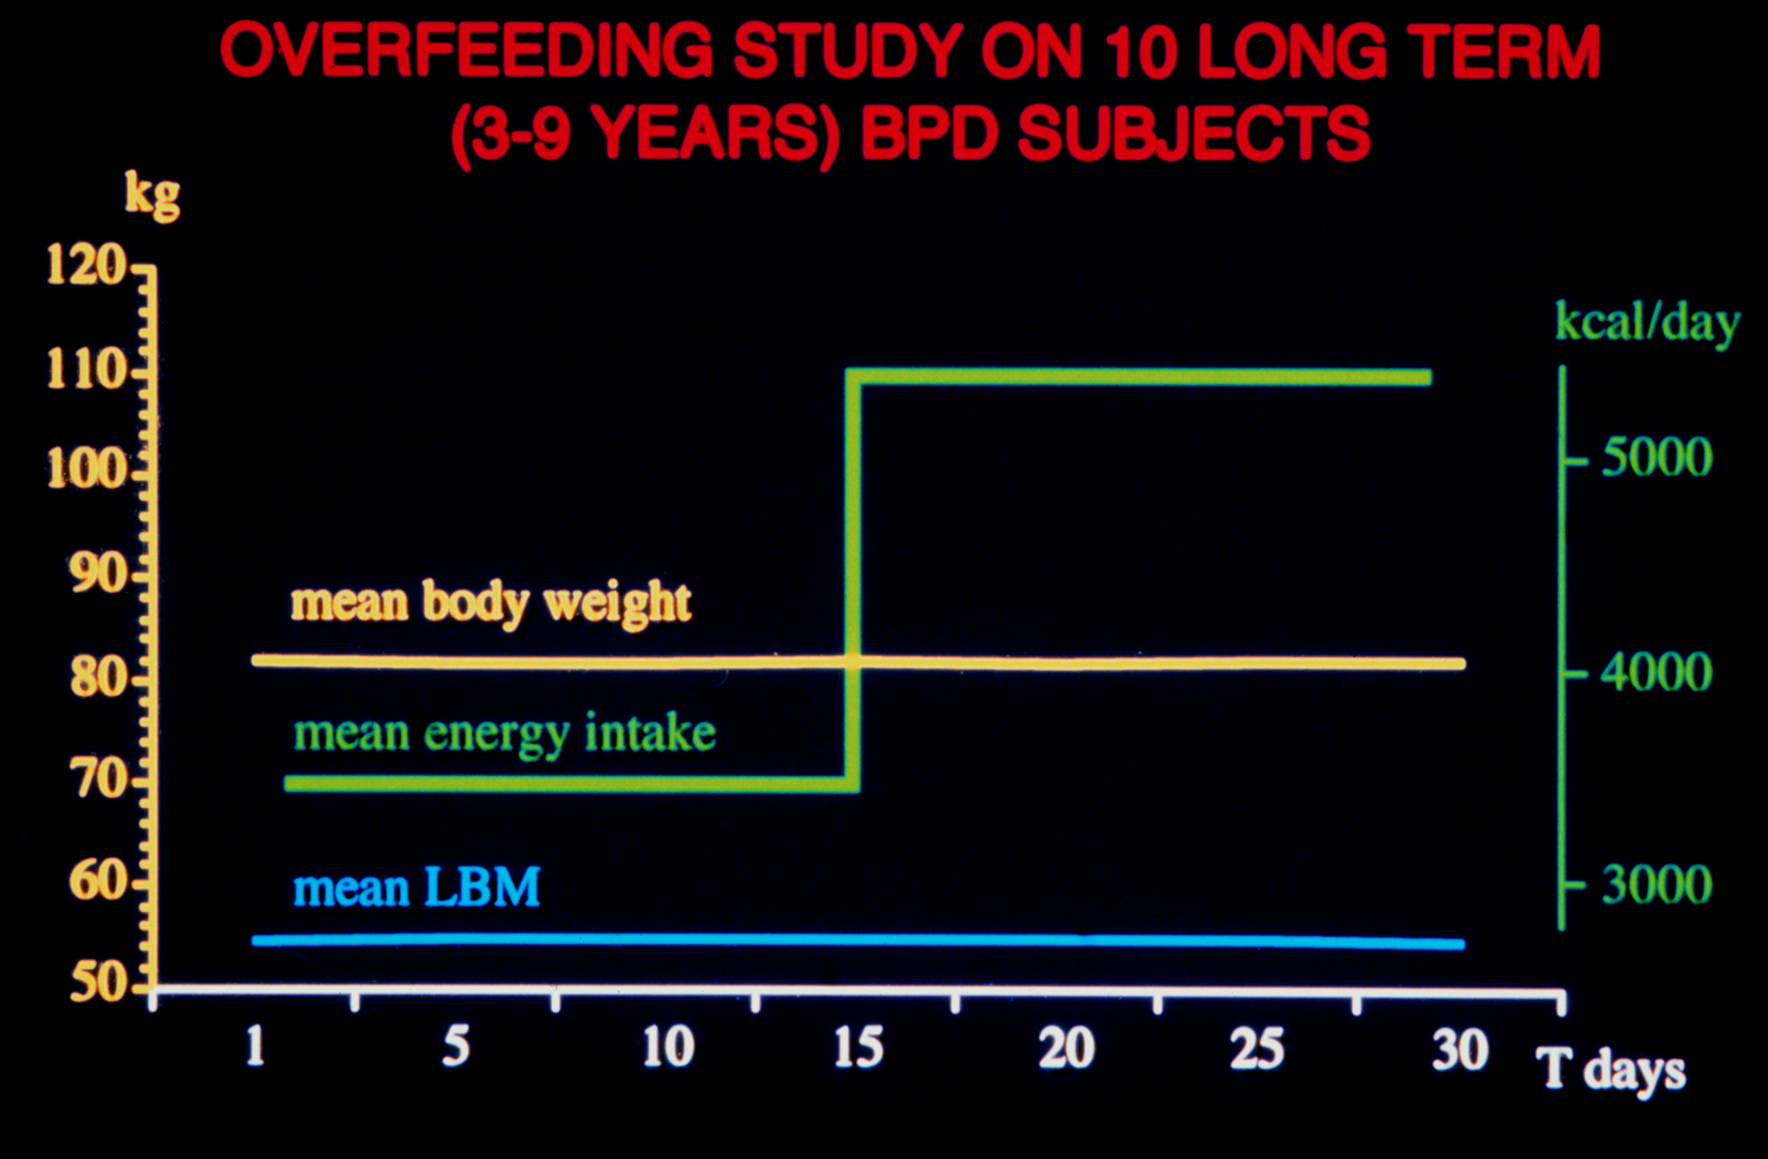 OVERFEEDING STUDY ON 10 LONG TERM
(3-9 YEARS) BPD SUBJECTS
kg
120
110
100
90
80
70
60
50
kcal/day
5000
4000
3000
mean body weight
mean energy intake
mean LBM
1 5 10 15 20 25 30 T days